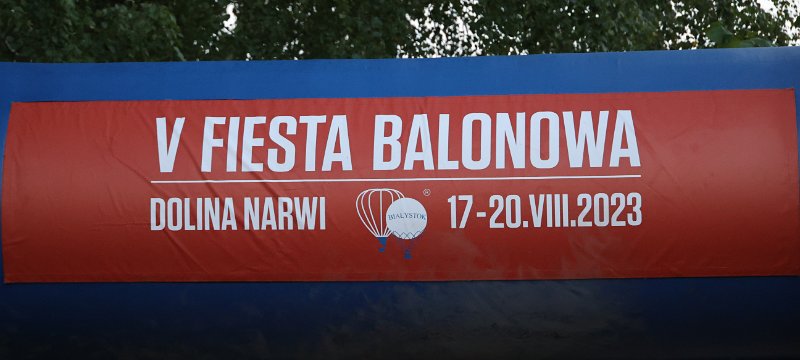 V FIESTA BALONOWA
DOLINA NARWI
BIAŁYSTOK
®
17-20.VIII.2023